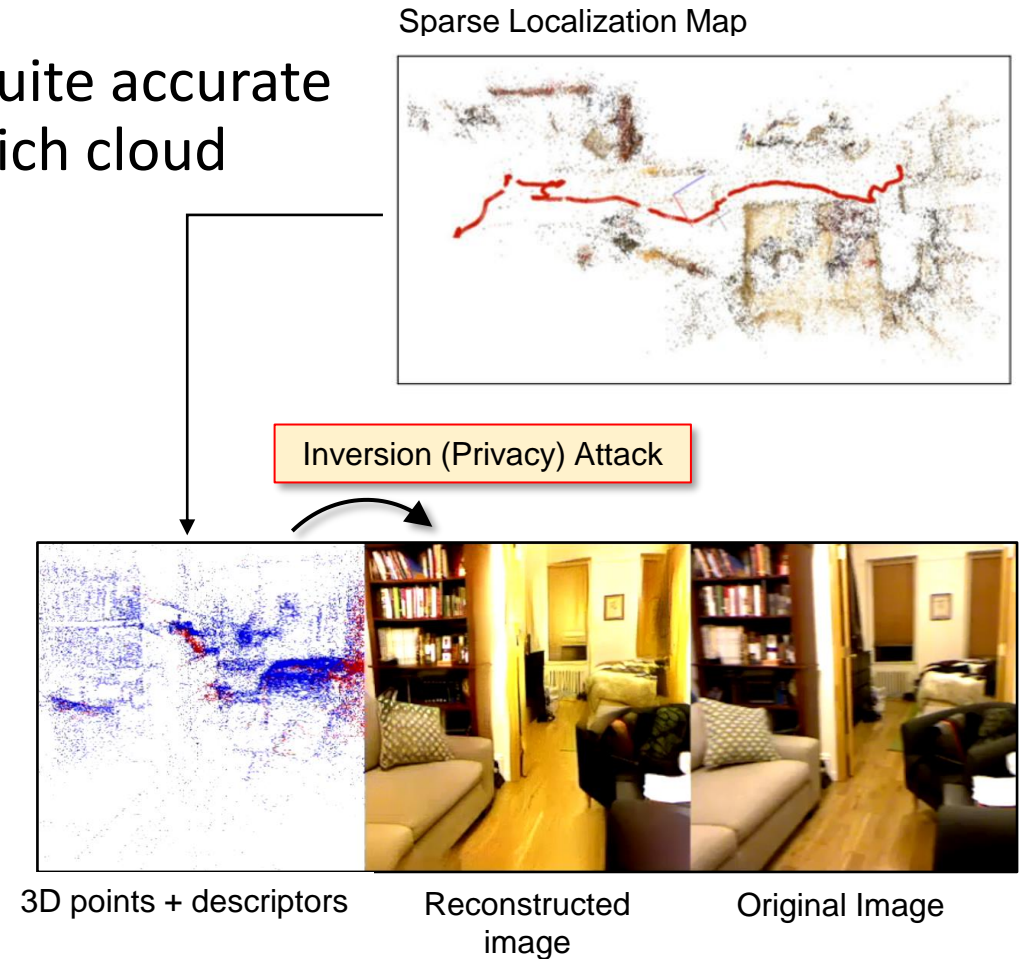 Sparse Localization Map
uite accurate
ich cloud
Inversion (Privacy) Attack
3D points + descriptors
Reconstructed
image
Original Image